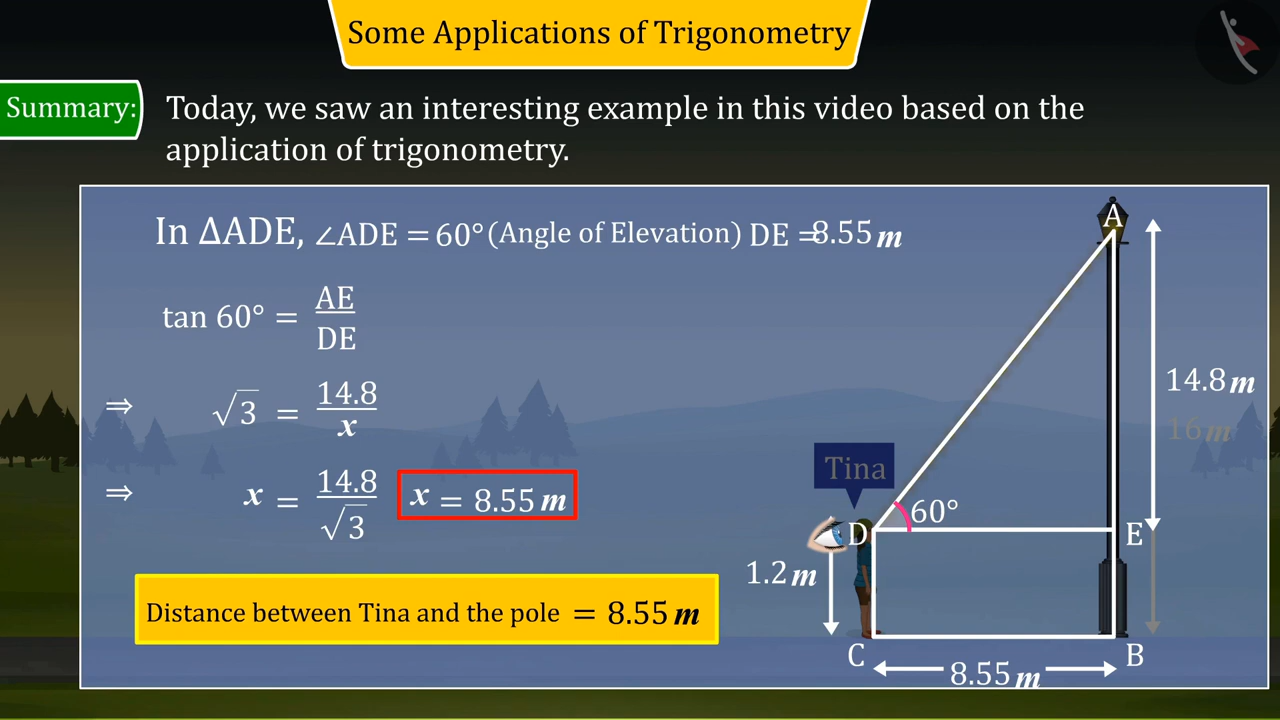 Some Applications of Trigonometry
Summary:
Today, we saw an interesting example in this video based on the
application of trigonometry.
In ΔADE, ∠ADE = 60° (Angle of Elevation) DE = 8.55 m
tan 60° = AE / DE
⇒ √3 = 14.8 / x
⇒ x = 14.8 / √3 x = 8.55 m
Distance between Tina and the pole = 8.55 m
A
14.8 m
16 m
Tina
60°
D
E
1.2 m
C
B
8.55 m